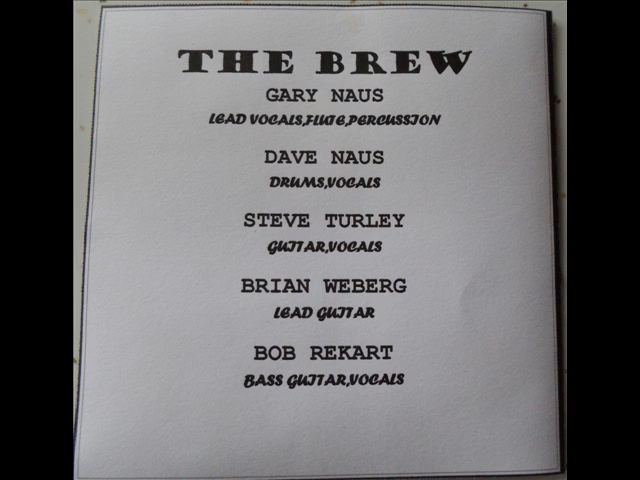 THE BREW
GARY NAUS
LEAD VOCALS,FLUTE,PERCUSSION
DAVE NAUS
DRUMS,VOCALS
STEVE TURLEY
GUITAR,VOCALS
BRIAN WEBERG
LEAD GUITAR
BOB REKART
BASS GUITAR,VOCALS